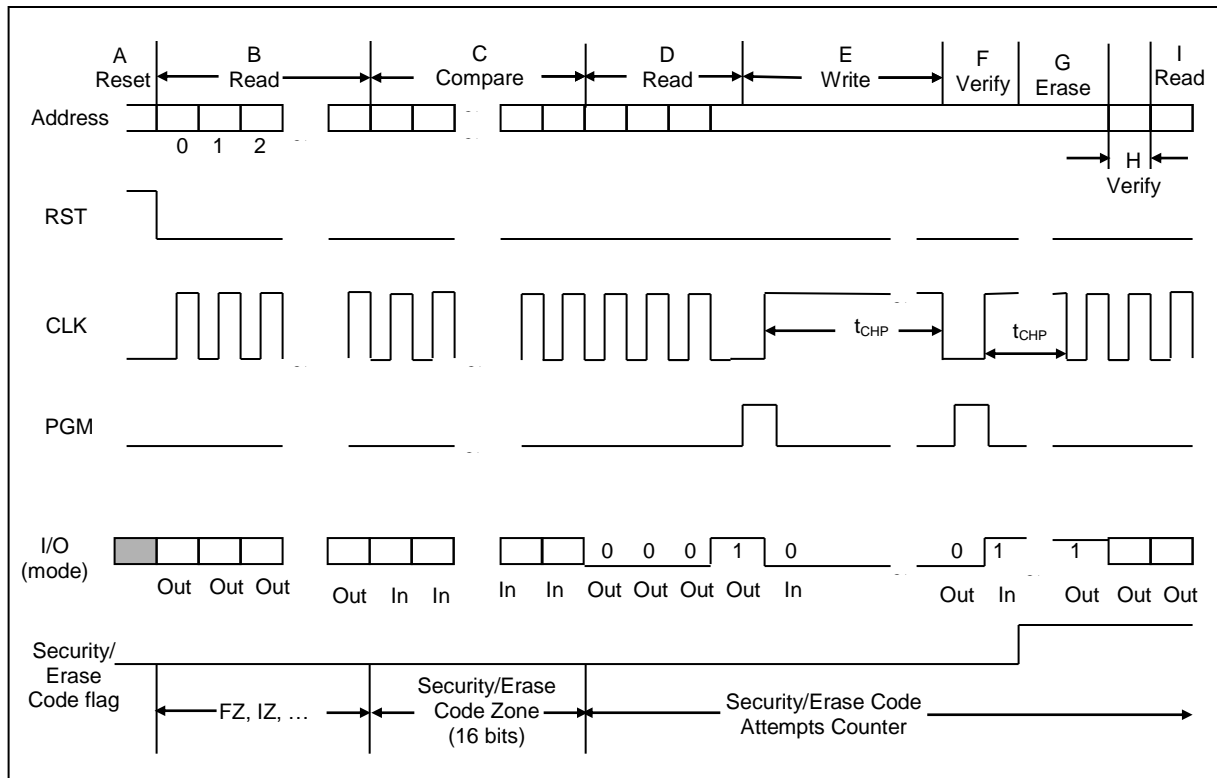 A
Reset
B
Read
C
Compare
D
Read
E
Write
F
Verify
G
Erase
I
Read
Address
0 1 2
H
Verify
RST
CLK
tCHP
tCHP
PGM
I/O
(mode)
0 0 0 1 0 0 1 1
Out Out Out Out In In In In Out Out Out Out In Out In Out Out Out
Security/
Erase
Code flag
FZ, IZ, …
Security/Erase
Code Zone
(16 bits)
Security/Erase Code
Attempts Counter